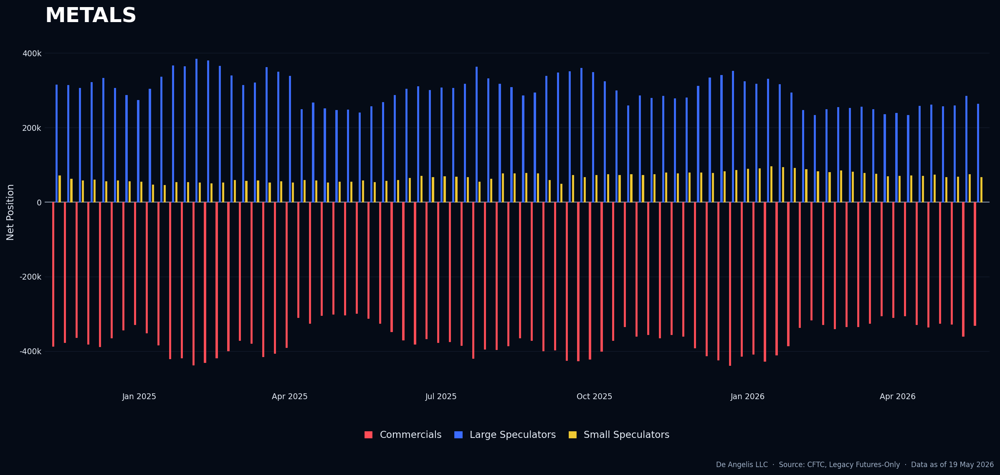 METALS
400k
200k
0
-200k
-400k
Net Position
Jan 2025
Apr 2025
Jul 2025
Oct 2025
Jan 2026
Apr 2026
Commercials
Large Speculators
Small Speculators
De Angelis LLC · Source: CFTC, Legacy Futures-Only · Data as of 19 May 2026